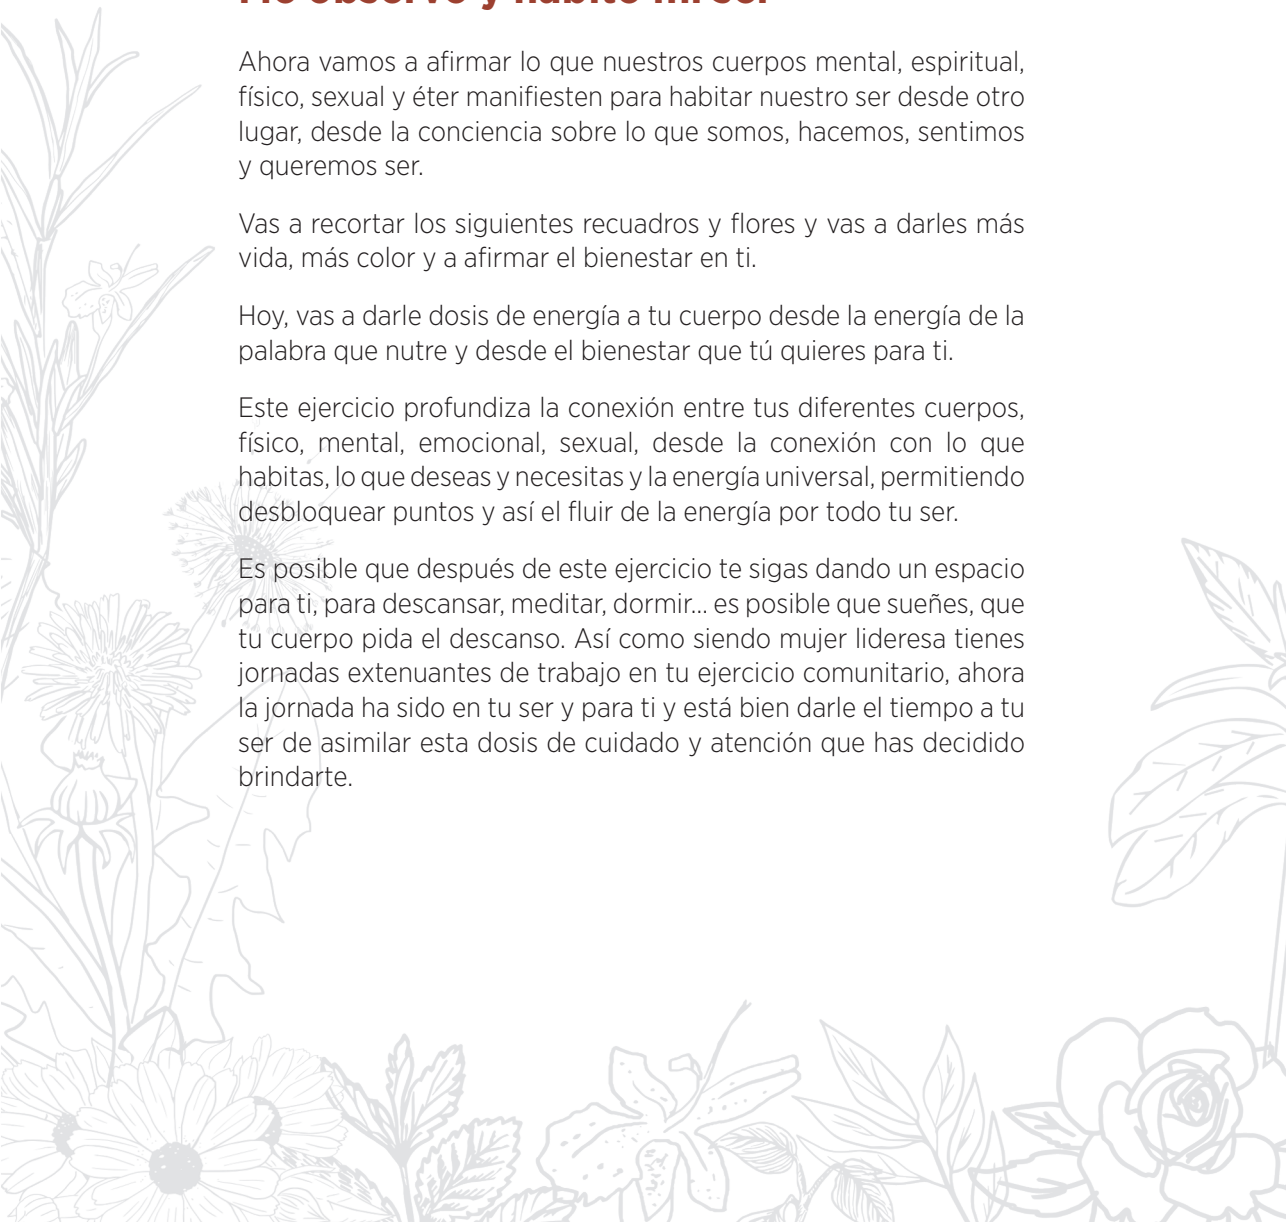 Me observo y habito mi ser
Ahora vamos a afirmar lo que nuestros cuerpos mental, espiritual,
físico, sexual y éter manifiesten para habitar nuestro ser desde otro
lugar, desde la conciencia sobre lo que somos, hacemos, sentimos
y queremos ser.
Vas a recortar los siguientes recuadros y flores y vas a darles más
vida, más color y a afirmar el bienestar en ti.
Hoy, vas a darle dosis de energía a tu cuerpo desde la energía de la
palabra que nutre y desde el bienestar que tú quieres para ti.
Este ejercicio profundiza la conexión entre tus diferentes cuerpos,
físico, mental, emocional, sexual, desde la conexión con lo que
habitas, lo que deseas y necesitas y la energía universal, permitiendo
desbloquear puntos y así el fluir de la energía por todo tu ser.
Es posible que después de este ejercicio te sigas dando un espacio
para ti, para descansar, meditar, dormir... es posible que sueñes, que
tu cuerpo pida el descanso. Así como siendo mujer lideresa tienes
jornadas extenuantes de trabajo en tu ejercicio comunitario, ahora
la jornada ha sido en tu ser y para ti y está bien darle el tiempo a tu
ser de asimilar esta dosis de cuidado y atención que has decidido
brindarte.